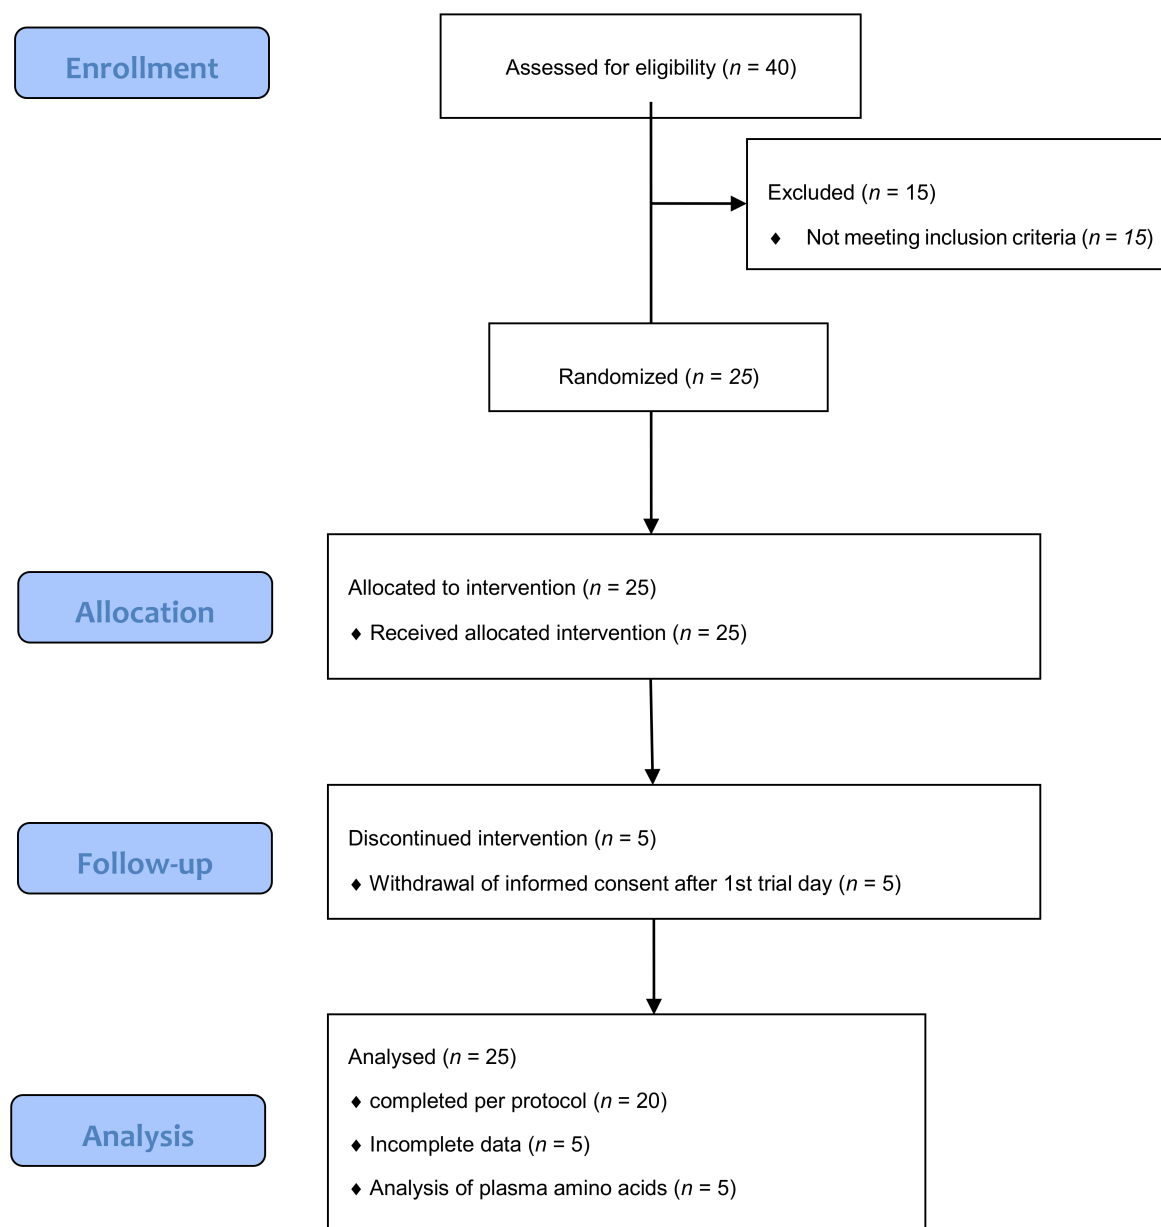 Enrollment
Assessed for eligibility (n = 40)
Excluded (n = 15)
♦ Not meeting inclusion criteria (n = 15)
Randomized (n = 25)
Allocation
Allocated to intervention (n = 25)
♦ Received allocated intervention (n = 25)
Follow-up
Discontinued intervention (n = 5)
♦ Withdrawal of informed consent after 1st trial day (n = 5)
Analysis
Analysed (n = 25)
♦ completed per protocol (n = 20)
♦ Incomplete data (n = 5)
♦ Analysis of plasma amino acids (n = 5)